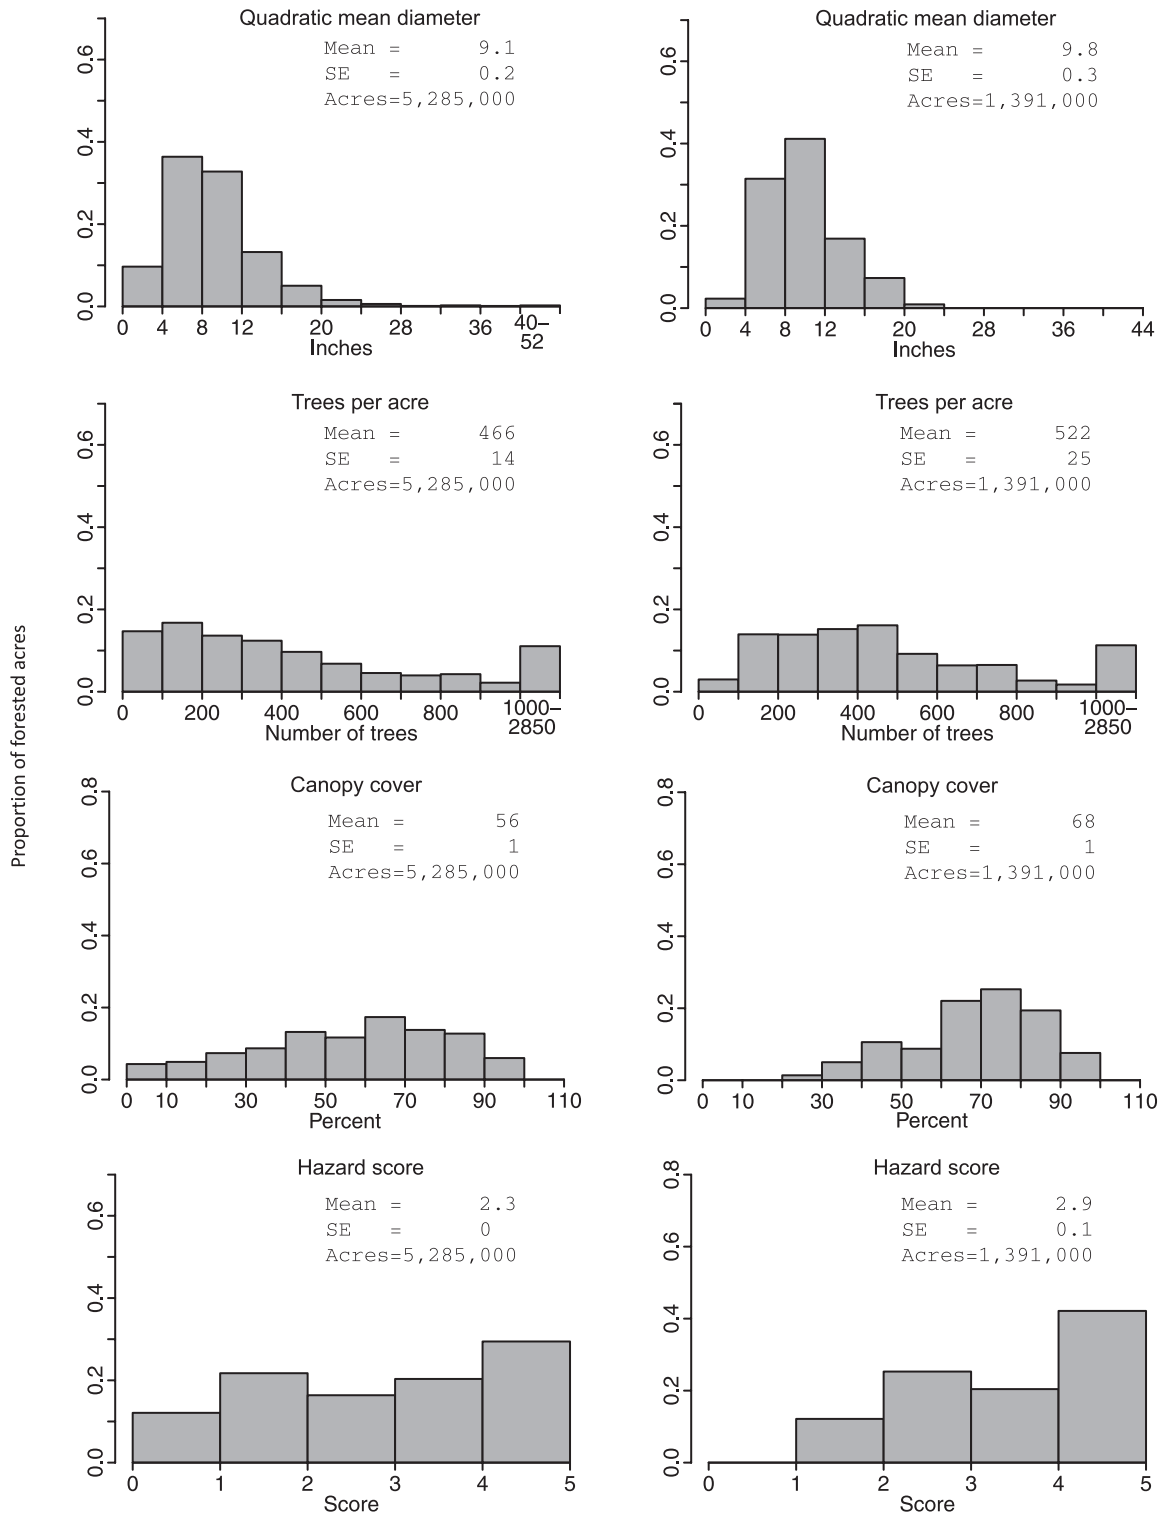 Proportion of forested acres
Quadratic mean diameter
Mean = 9.1
SE = 0.2
Acres=5,285,000
0.0 0.2 0.4 0.6
0 4 8 12 20 28 36 40–
52
Inches
Quadratic mean diameter
Mean = 9.8
SE = 0.3
Acres=1,391,000
0.0 0.2 0.4 0.6
0 4 8 12 20 28 36 44
Inches
Trees per acre
Mean = 466
SE = 14
Acres=5,285,000
0.0 0.2 0.4 0.6
0 200 400 600 800 1000–
2850
Number of trees
Trees per acre
Mean = 522
SE = 25
Acres=1,391,000
0.0 0.2 0.4 0.6
0 200 400 600 800 1000–
2850
Number of trees
Canopy cover
Mean = 56
SE = 1
Acres=5,285,000
0.0 0.2 0.4 0.6 0.8
0 10 30 50 70 90 110
Percent
Canopy cover
Mean = 68
SE = 1
Acres=1,391,000
0.0 0.2 0.4 0.6 0.8
0 10 30 50 70 90 110
Percent
Hazard score
Mean = 2.3
SE = 0
Acres=5,285,000
0.0 0.2 0.4 0.6
0 1 2 3 4 5
Score
Hazard score
Mean = 2.9
SE = 0.1
Acres=1,391,000
0.0 0.2 0.4 0.6 0.8
0 1 2 3 4 5
Score